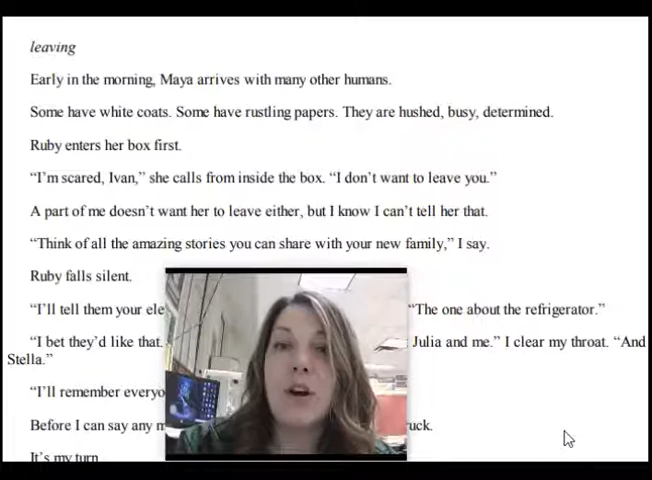 leaving
Early in the morning, Maya arrives with many other humans.
Some have white coats. Some have rustling papers. They are hushed, busy, determined.
Ruby enters her box first.
“I’m scared, Ivan,” she calls from inside the box. “I don’t want to leave you.”
A part of me doesn’t want her to leave either, but I know I can’t tell her that.
“Think of all the amazing stories you can share with your new family,” I say.
Ruby falls silent.
“I’ll tell them your “The one about the refrigerator.”
“I bet they’d like that. Julia and me.” I clear my throat. “And
Stella.”
“I’ll remember
Before I can say any
It’s my turn